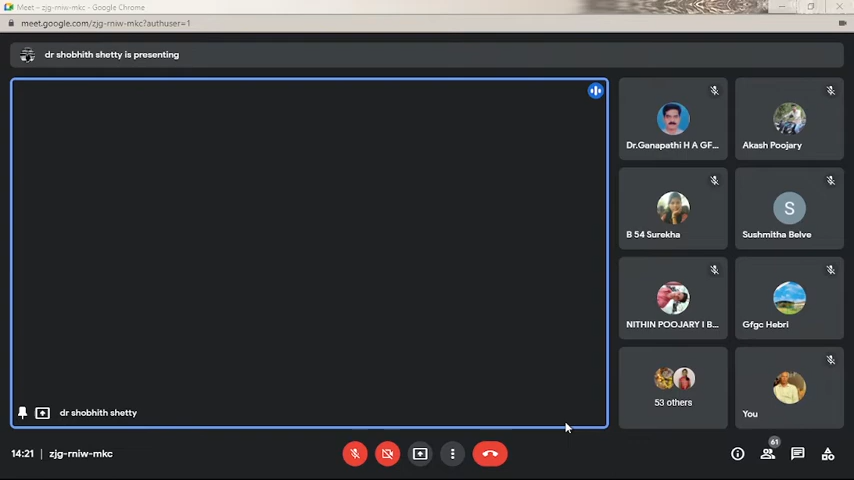 Meet – zjg-rniw-mkc - Google Chrome
meet.google.com/zjg-rniw-mkc?authuser=1
dr shobhith shetty is presenting
Dr.Ganapathi H A GF...
Akash Poojary
B 54 Surekha
S
Sushmitha Belve
NITHIN POOJARY I B...
Gfgc Hebri
53 others
You
dr shobhith shetty
14:21 | zjg-rniw-mkc
61